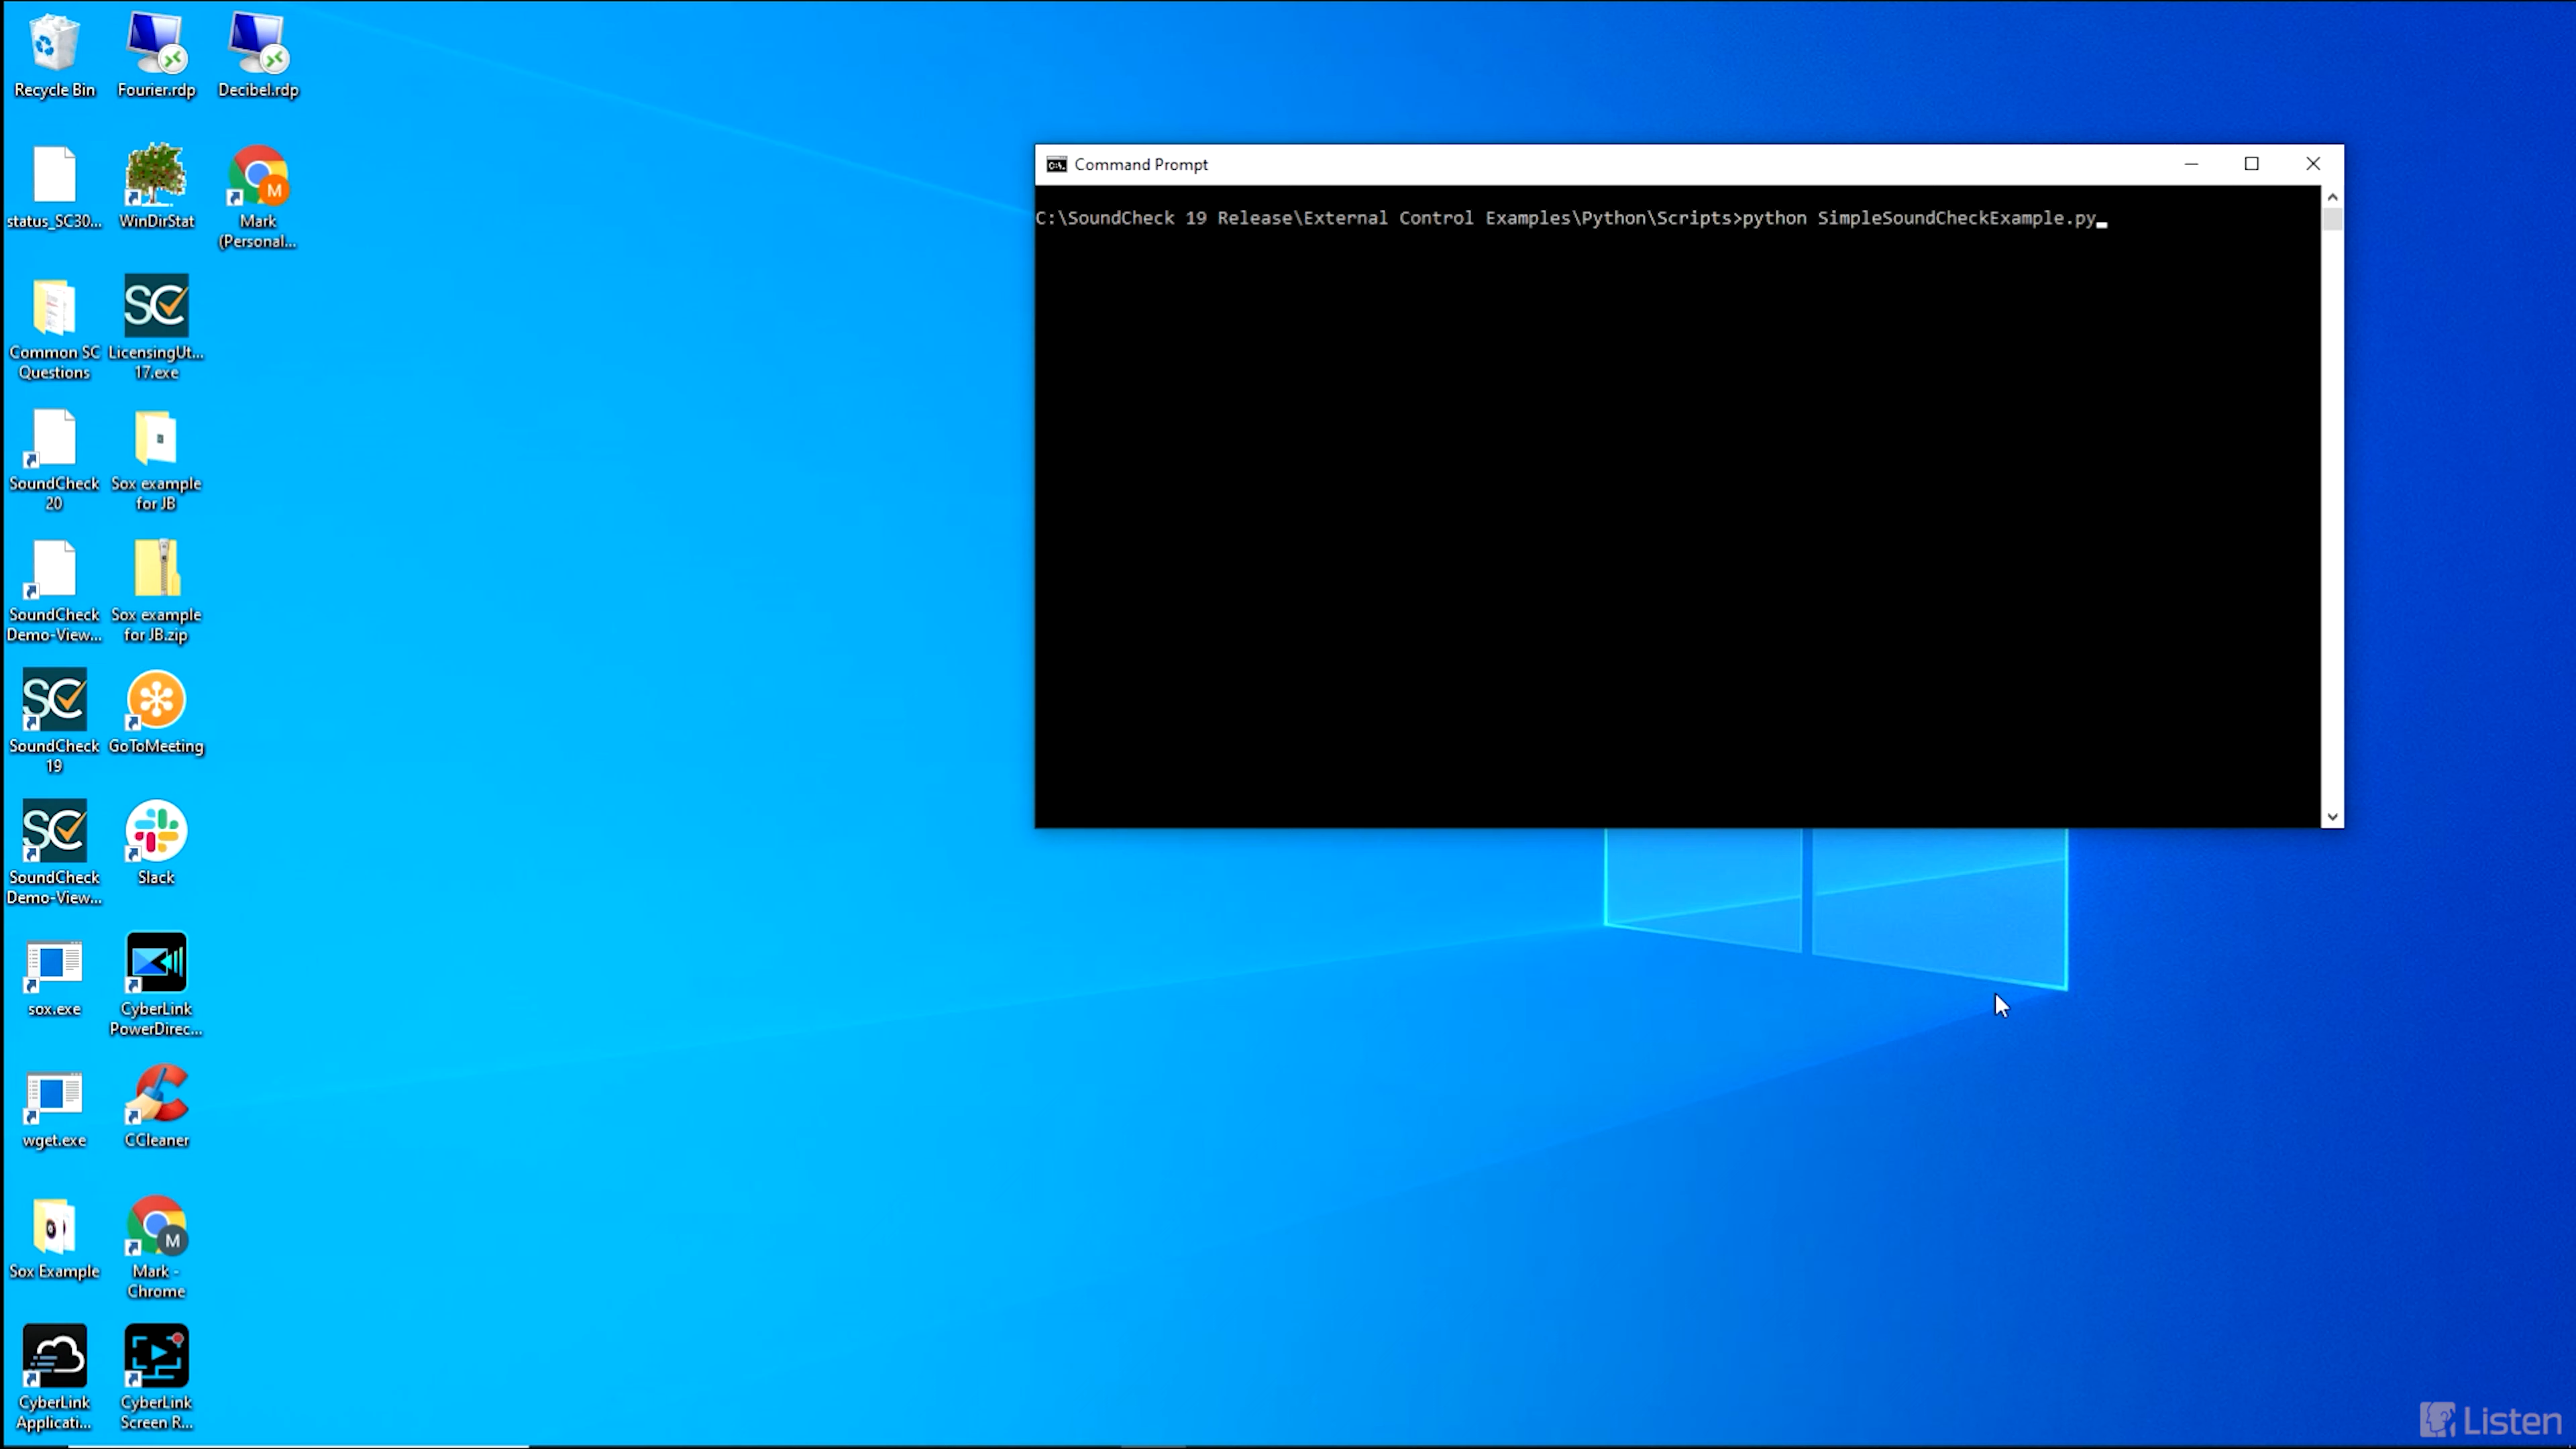 Recycle Bin
Fourier.rdp
Decibel.rdp
status_SC30...
WinDirStat
Mark
(Personal...
M
Common SC
Questions
SC
LicensingUt...
17.exe
SoundCheck
20
Sox example
for JB
SoundCheck
Demo-View...
Sox example
for JB.zip
SC
SoundCheck
19
GoToMeeting
SC
SoundCheck
Demo-View...
Slack
sox.exe
CyberLink
PowerDirec...
wget.exe
CCleaner
Sox Example
M
Mark -
Chrome
CyberLink
Applicati...
CyberLink
Screen R...
C:\. Command Prompt
C:\SoundCheck 19 Release\External Control Examples\Python\Scripts>python SimpleSoundCheckExample.py
Listen